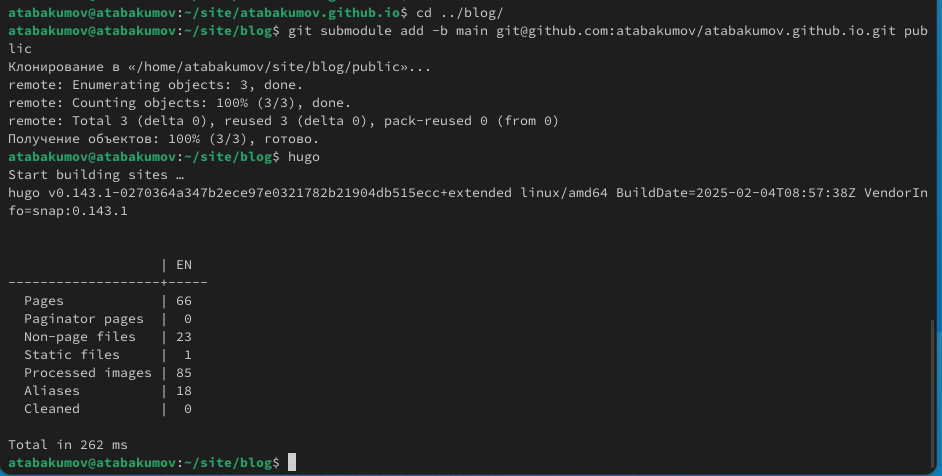 atabakumov@atabakumov:~/site/atabakumov.github.io$ cd ../blog/
atabakumov@atabakumov:~/site/blog$ git submodule add -b main git@github.com:atabakumov/atabakumov.github.io.git pub
lic
Клонирование в «/home/atabakumov/site/blog/public»...
remote: Enumerating objects: 3, done.
remote: Counting objects: 100% (3/3), done.
remote: Total 3 (delta 0), reused 3 (delta 0), pack-reused 0 (from 0)
Получение объектов: 100% (3/3), готово.
atabakumov@atabakumov:~/site/blog$ hugo
Start building sites …
hugo v0.143.1-0270364a347b2ece97e0321782b21904db515ecc+extended linux/amd64 BuildDate=2025-02-04T08:57:38Z VendorIn
fo=snap:0.143.1
                   | EN
-------------------+-----
  Pages            | 66
  Paginator pages  |  0
  Non-page files   | 23
  Static files     |  1
  Processed images | 85
  Aliases          | 18
  Cleaned          |  0
Total in 262 ms
atabakumov@atabakumov:~/site/blog$